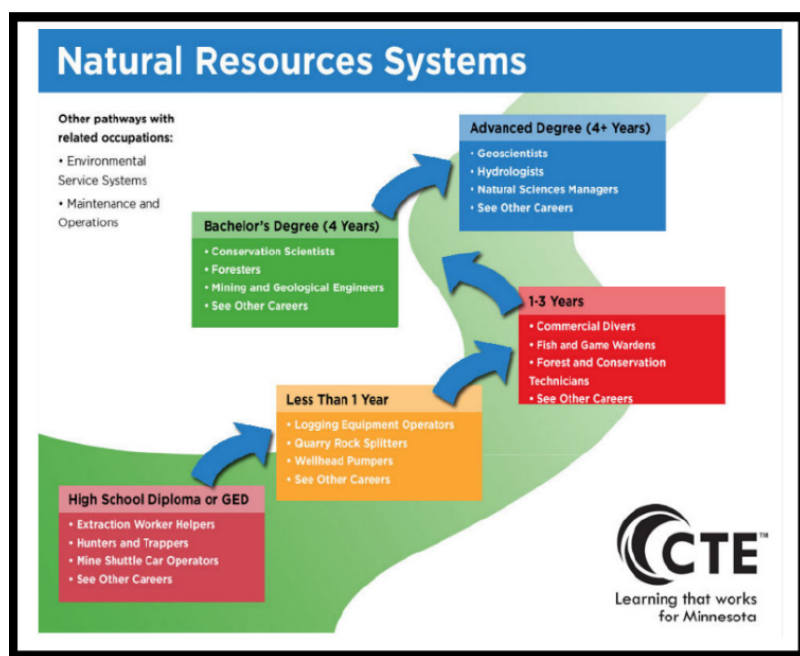 Natural Resources Systems
Other pathways with
related occupations:
• Environmental
Service Systems
• Maintenance and
Operations
Advanced Degree (4+ Years)
• Geoscientists
• Hydrologists
• Natural Sciences Managers
• See Other Careers
Bachelor's Degree (4 Years)
• Conservation Scientists
• Foresters
• Mining and Geological Engineers
• See Other Careers
1-3 Years
• Commercial Divers
• Fish and Game Wardens
• Forest and Conservation
Technicians
• See Other Careers
Less Than 1 Year
• Logging Equipment Operators
• Quarry Rock Splitters
• Wellhead Pumpers
• See Other Careers
High School Diploma or GED
• Extraction Worker Helpers
• Hunters and Trappers
• Mine Shuttle Car Operators
• See Other Careers
CTE™
Learning that works
for Minnesota